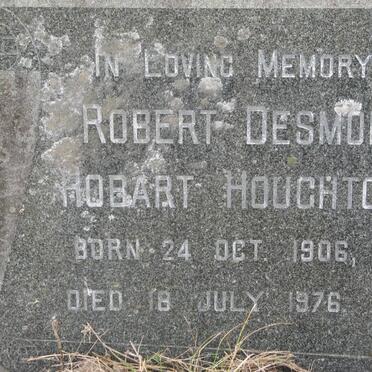 IN LOVING MEMORY
ROBERT DESMO
HOBART HOUGHTO
BORN 24 OCT. 1906,
DIED 18 JULY 1976.